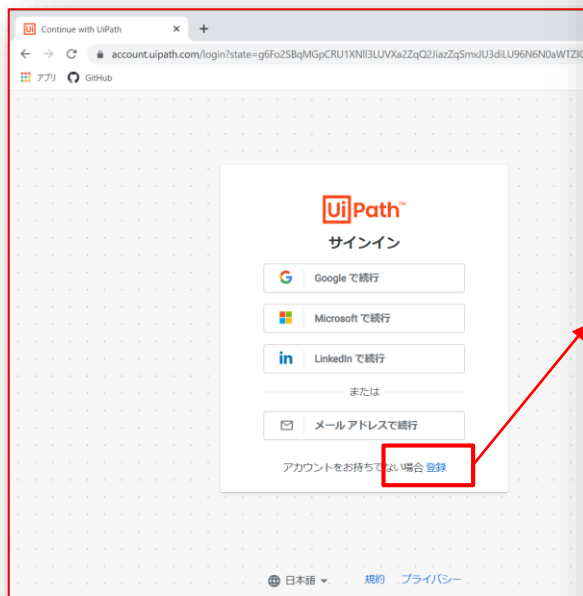 Continue with UiPath
account.uipath.com/login?state=
アプリ GitHub
UiPath™
サインイン
Google で続行
Microsoft で続行
LinkedIn で続行
または
メール アドレスで続行
アカウントをお持ちでない場合 登録
日本語 規約 プライバシー